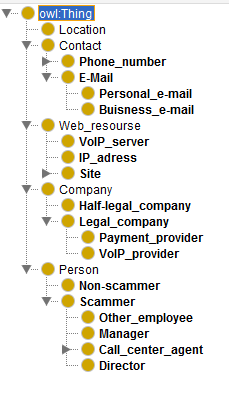 owl:Thing
Location
Contact
Phone_number
E-Mail
Personal_e-mail
Buisness_e-mail
Web_resourse
VoIP_server
IP_adress
Site
Company
Half-legal_company
Legal_company
Payment_provider
VoIP_provider
Person
Non-scammer
Scammer
Other_employee
Manager
Call_center_agent
Director